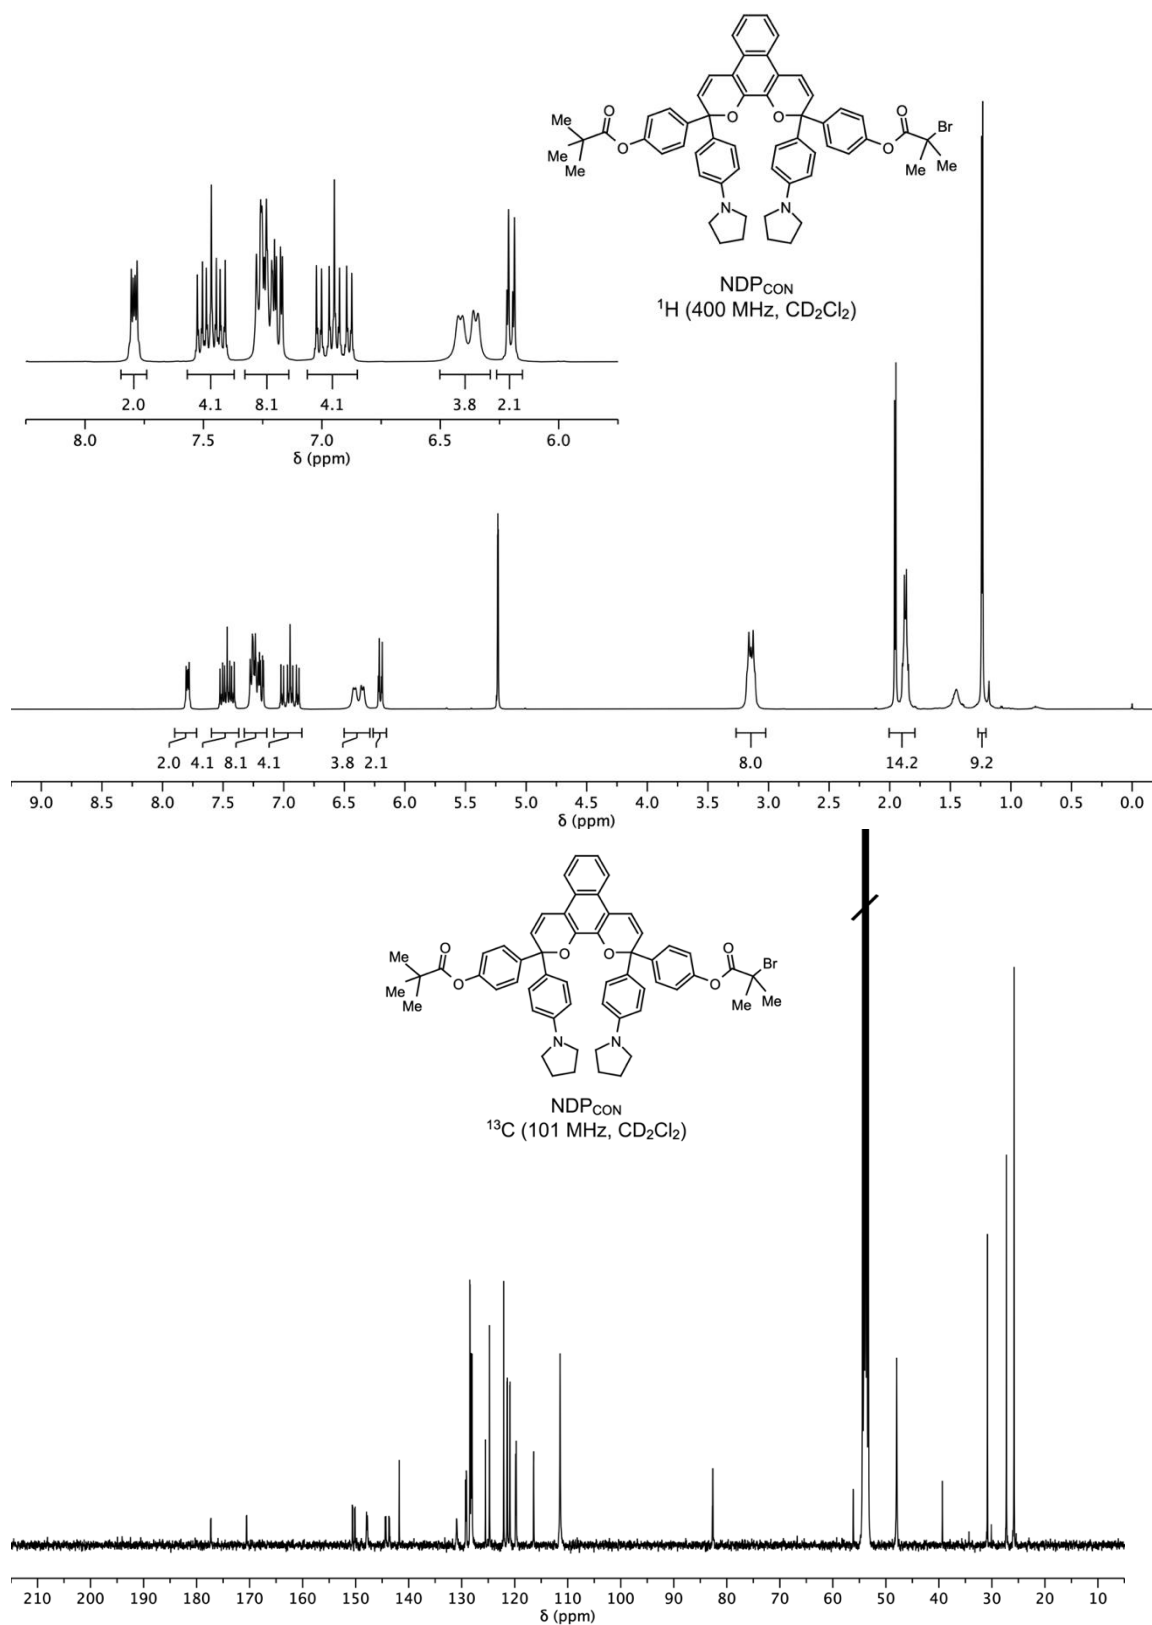 O O
Me O Br
Me O O Me
Me Me
N N
NDPCON
¹H (400 MHz, CD₂Cl₂)
2.0 4.1 8.1 4.1 3.8 2.1
8.0 7.5 7.0 6.5 6.0
δ (ppm)
2.0 4.1 8.1 4.1 3.8 2.1 8.0 14.2 9.2
9.0 8.5 8.0 7.5 7.0 6.5 6.0 5.5 5.0 4.5 4.0 3.5 3.0 2.5 2.0 1.5 1.0 0.5 0.0
δ (ppm)
O O
Me O Br
Me O O Me
Me Me
N N
NDPCON
¹³C (101 MHz, CD₂Cl₂)
210 200 190 180 170 160 150 140 130 120 110 100 90 80 70 60 50 40 30 20 10
δ (ppm)